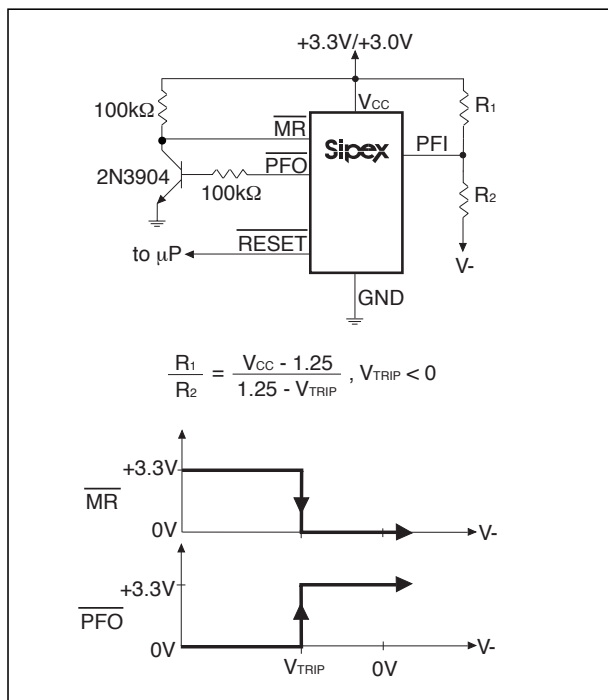 +3.3V/+3.0V
100kΩ
VCC
R1
MR
Sipex
PFI
PFO
2N3904
100kΩ
R2
RESET
to µP
V-
GND
R1/R2 = (VCC - 1.25)/(1.25 - VTRIP) , VTRIP < 0
+3.3V
MR
0V
V-
+3.3V
PFO
0V
V-
VTRIP
0V